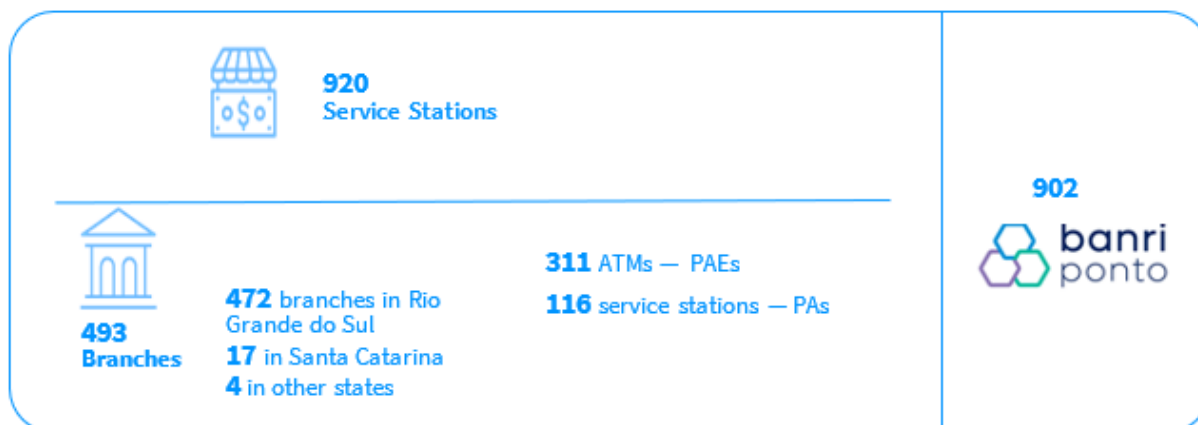 920
Service Stations
493
Branches
472 branches in Rio
Grande do Sul
17 in Santa Catarina
4 in other states
311 ATMs — PAEs
116 service stations — PAs
902
banri
ponto